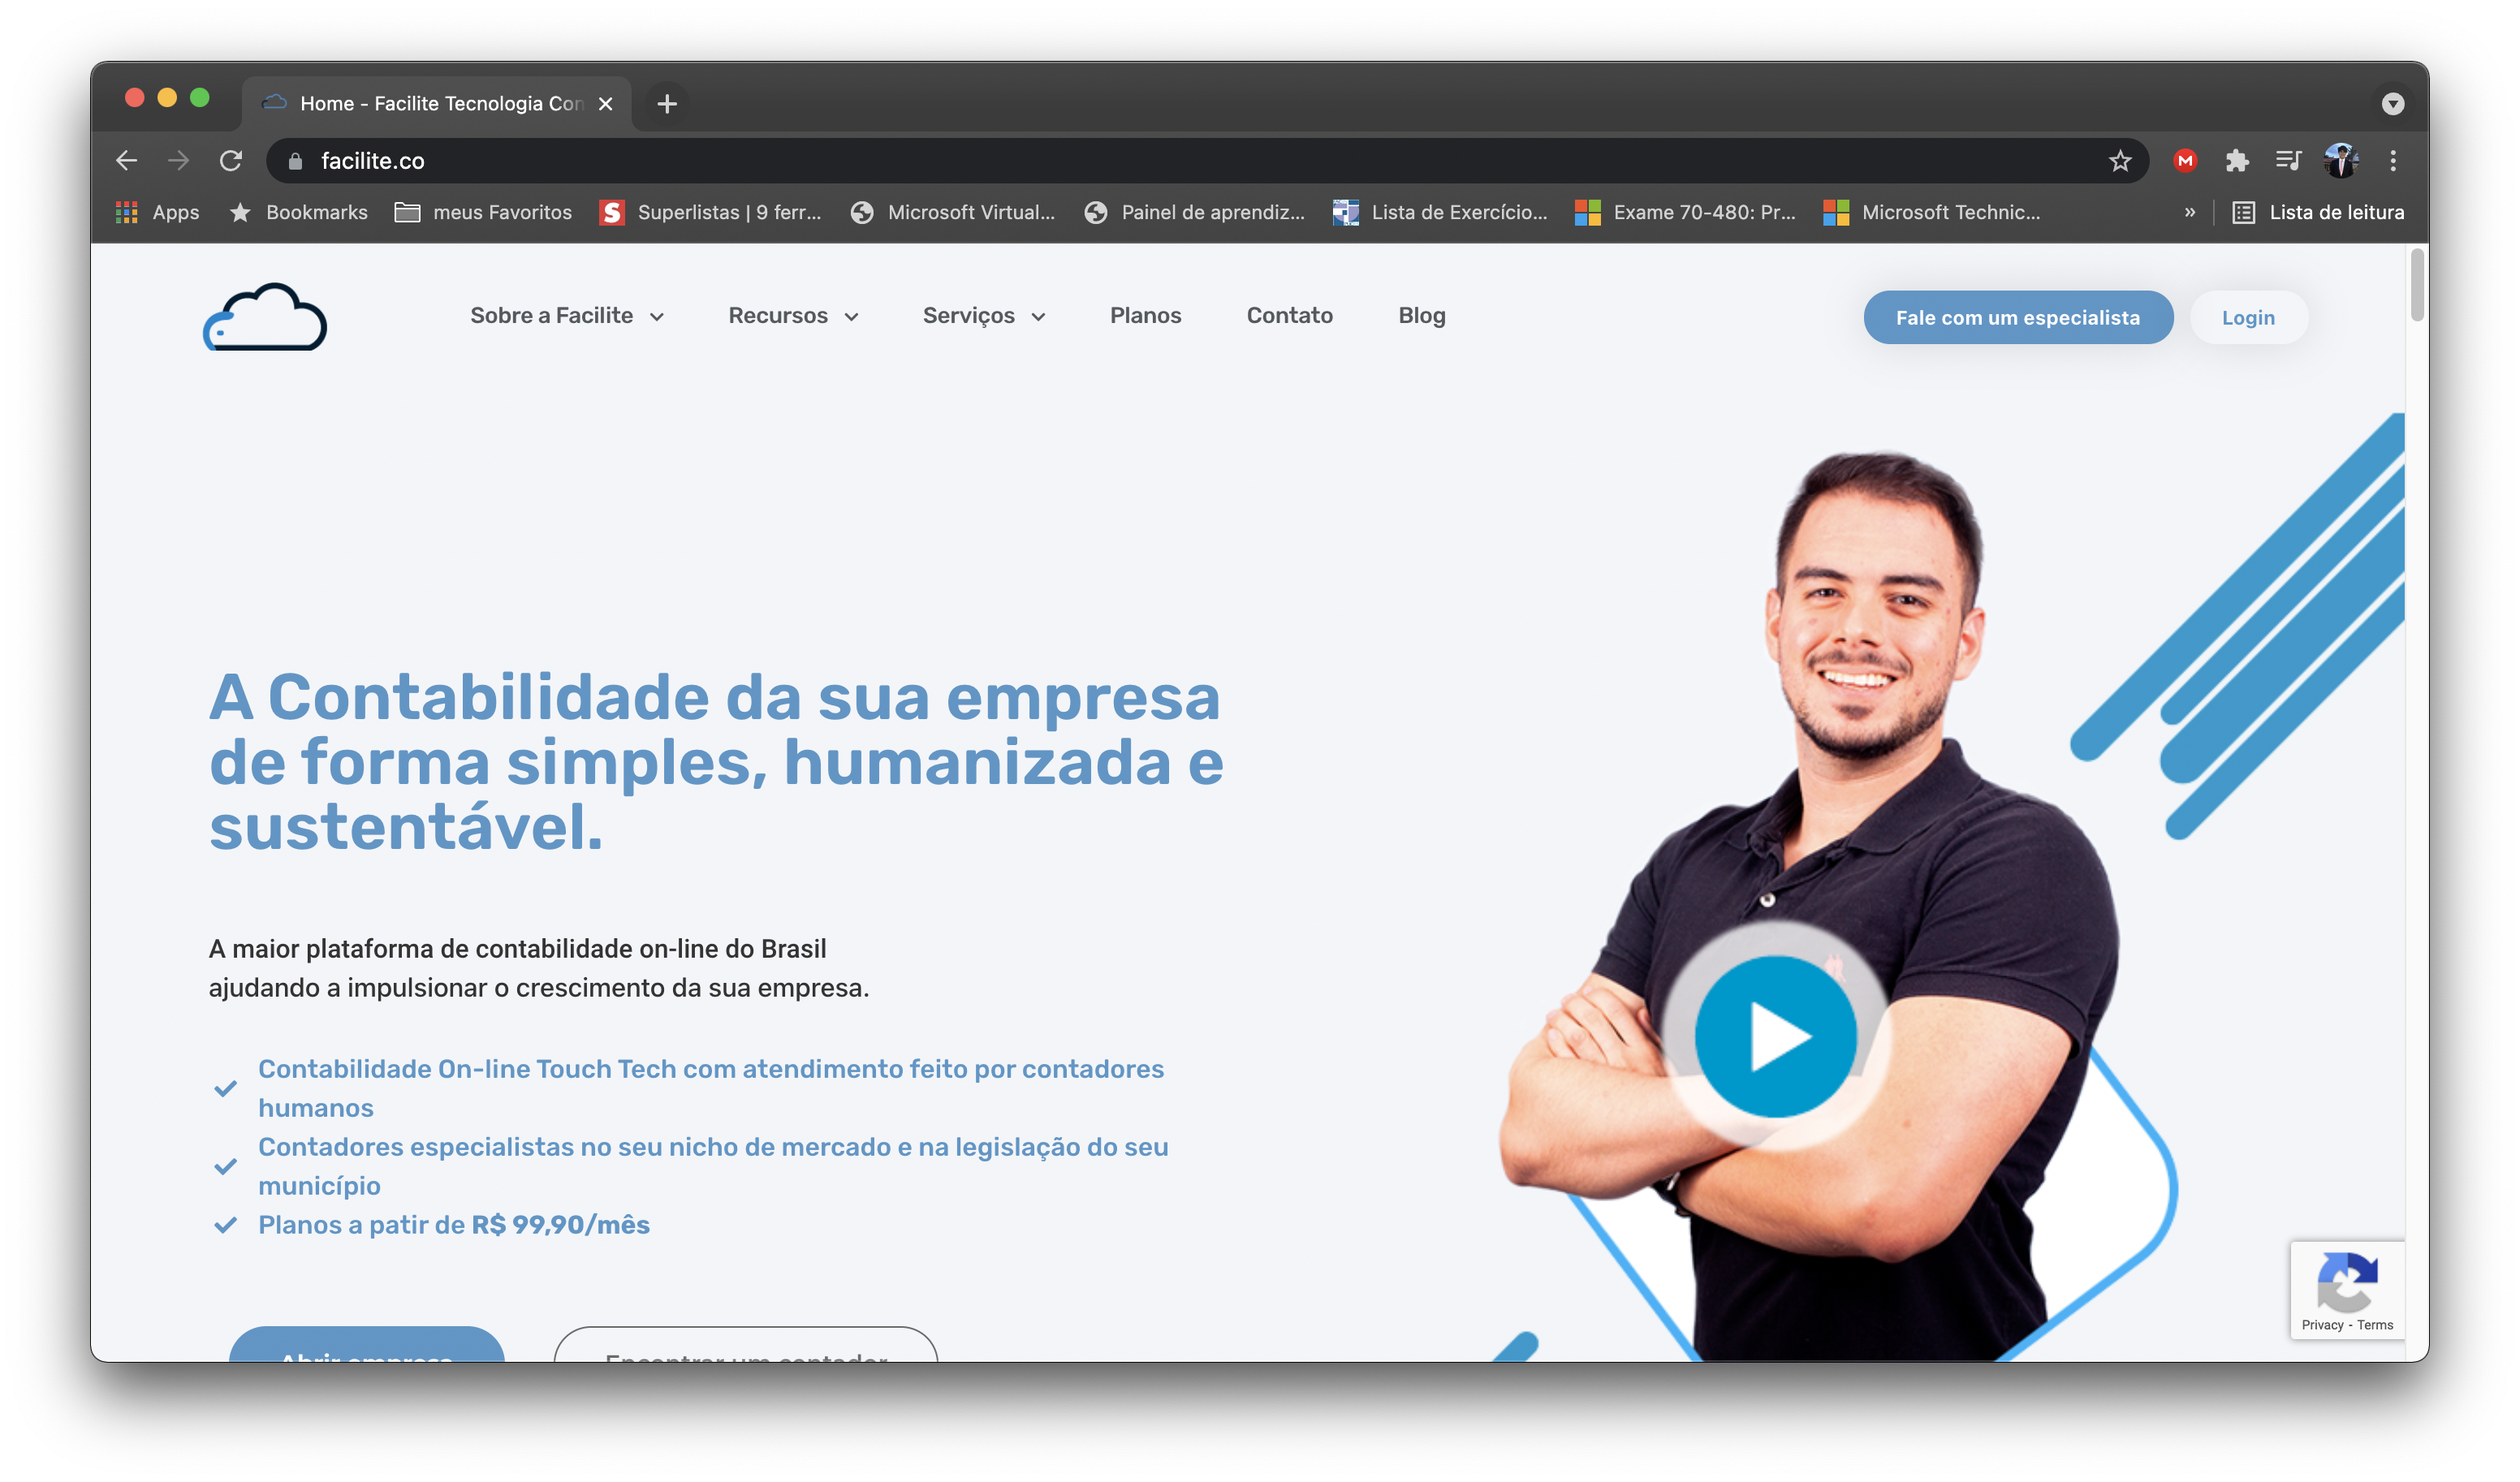 Home - Facilite Tecnologia Con
facilite.co
Apps Bookmarks meus Favoritos Superlistas | 9 ferr... Microsoft Virtual... Painel de aprendiz... Lista de Exercício... Exame 70-480: Pr... Microsoft Technic... » Lista de leitura
Sobre a Facilite Recursos Serviços Planos Contato Blog Fale com um especialista Login
A Contabilidade da sua empresa
de forma simples, humanizada e
sustentável.
A maior plataforma de contabilidade on-line do Brasil
ajudando a impulsionar o crescimento da sua empresa.
Contabilidade On-line Touch Tech com atendimento feito por contadores
humanos
Contadores especialistas no seu nicho de mercado e na legislação do seu
município
Planos a patir de R$ 99,90/mês
Abrir empresa Encontrar um contador
Privacy - Terms